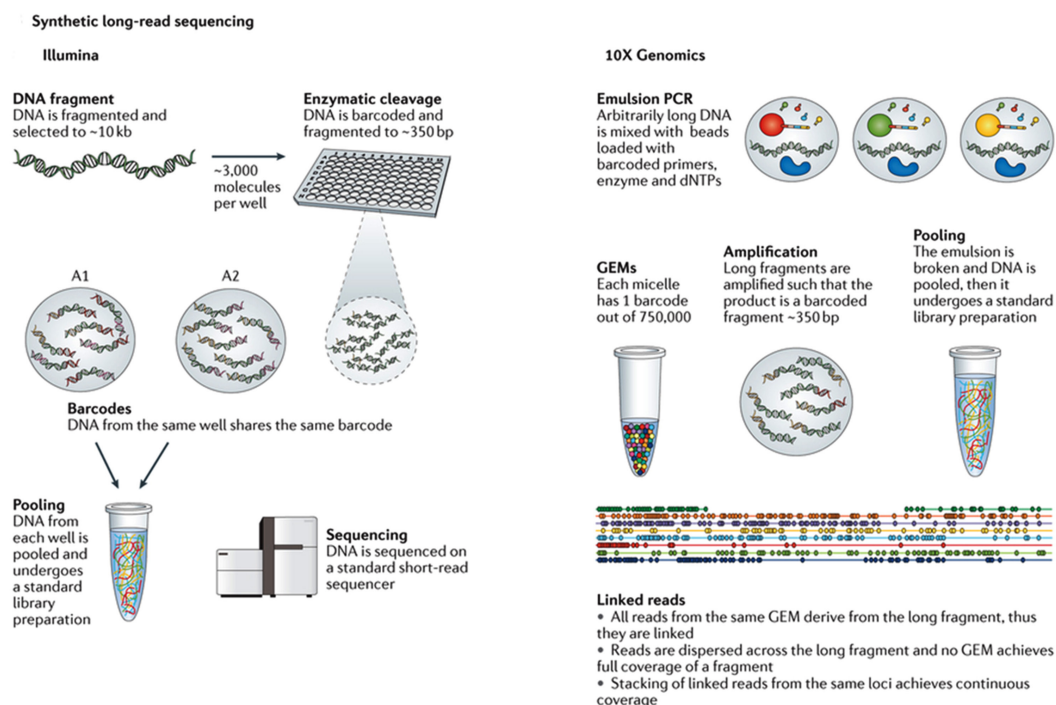 Synthetic long-read sequencing
Illumina
DNA fragment
DNA is fragmented and
selected to ~10 kb
~3,000
molecules
per well
Enzymatic cleavage
DNA is barcoded and
fragmented to ~350 bp
A1
A2
Barcodes
DNA from the same well shares the same barcode
Pooling
DNA from
each well is
pooled and
undergoes
a standard
library
preparation
Sequencing
DNA is sequenced on
a standard short-read
sequencer
10X Genomics
Emulsion PCR
Arbitrarily long DNA
is mixed with beads
loaded with
barcoded primers,
enzyme and dNTPs
GEMs
Each micelle
has 1 barcode
out of 750,000
Amplification
Long fragments are
amplified such that the
product is a barcoded
fragment ~350 bp
Pooling
The emulsion is
broken and DNA is
pooled, then it
undergoes a standard
library preparation
Linked reads
• All reads from the same GEM derive from the long fragment, thus
they are linked
• Reads are dispersed across the long fragment and no GEM achieves
full coverage of a fragment
• Stacking of linked reads from the same loci achieves continuous
coverage